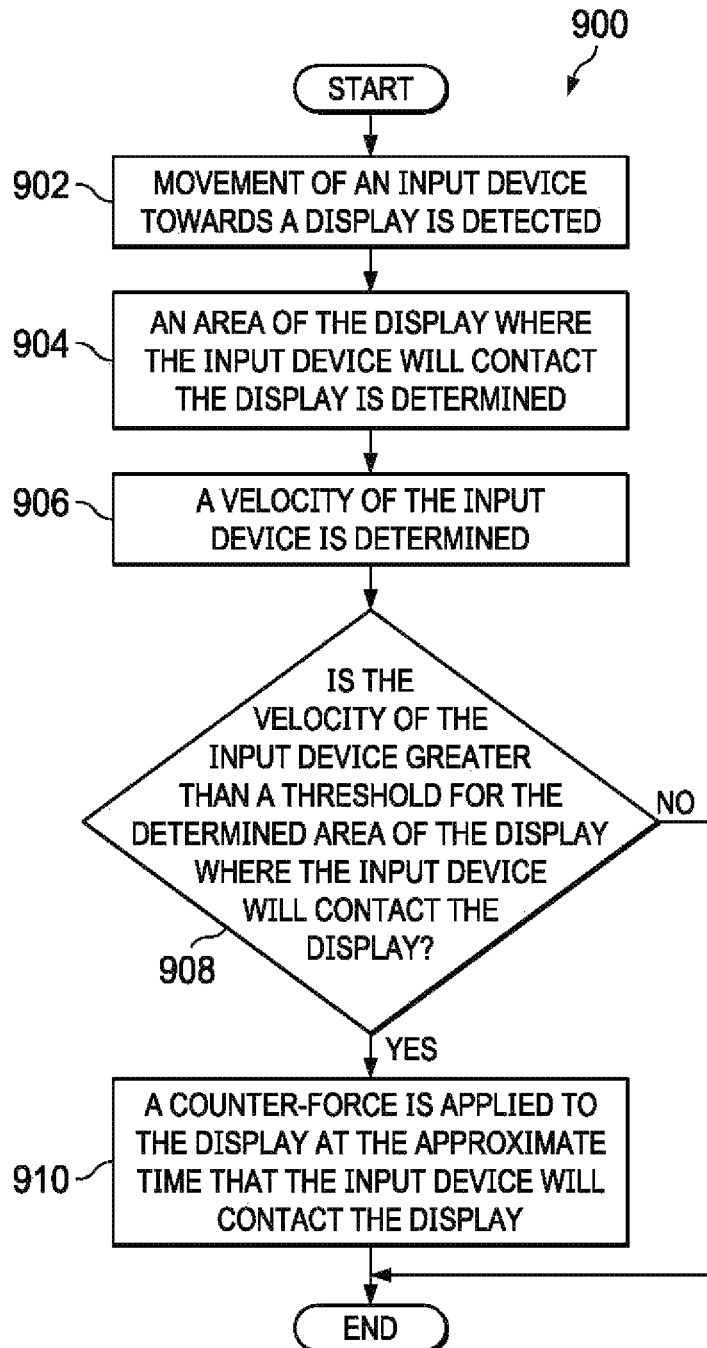 900
START
902
MOVEMENT OF AN INPUT DEVICE
TOWARDS A DISPLAY IS DETECTED
904
AN AREA OF THE DISPLAY WHERE
THE INPUT DEVICE WILL CONTACT
THE DISPLAY IS DETERMINED
906
A VELOCITY OF THE INPUT
DEVICE IS DETERMINED
IS THE
VELOCITY OF THE
INPUT DEVICE GREATER
THAN A THRESHOLD FOR THE
DETERMINED AREA OF THE DISPLAY
WHERE THE INPUT DEVICE
WILL CONTACT THE
DISPLAY?
NO
908
YES
910
A COUNTER-FORCE IS APPLIED TO
THE DISPLAY AT THE APPROXIMATE
TIME THAT THE INPUT DEVICE WILL
CONTACT THE DISPLAY
END